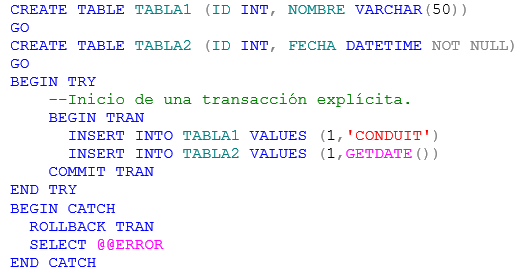 CREATE TABLE TABLA1 (ID INT, NOMBRE VARCHAR(50))
GO
CREATE TABLE TABLA2 (ID INT, FECHA DATETIME NOT NULL)
GO
BEGIN TRY
    --Inicio de una transacción explícita.
    BEGIN TRAN
      INSERT INTO TABLA1 VALUES (1,'CONDUIT')
      INSERT INTO TABLA2 VALUES (1,GETDATE())
    COMMIT TRAN
END TRY
BEGIN CATCH
  ROLLBACK TRAN
  SELECT @@ERROR
END CATCH